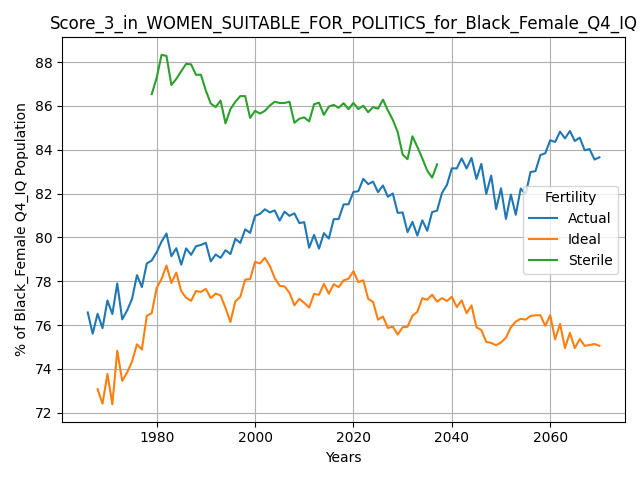 Score_3_in_WOMEN_SUITABLE_FOR_POLITICS_for_Black_Female_Q4_IQ
% of Black_Female Q4_IQ Population
88
86
84
82
80
78
76
74
72
Fertility
Actual
Ideal
Sterile
1980
2000
2020
2040
2060
Years